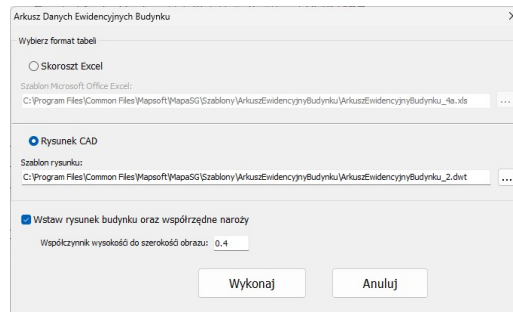 Arkusz Danych Ewidencyjnych Budynku
Wybierz format tabeli
Skoroszt Excel
Szablon Microsoft Office Excel:
C:\Program Files\Common Files\Mapsoft\MapaSG\Szablony\ArkuszEwidencyjnyBudynku\ArkuszEwidencyjnyBudynku_4a.xls ...
Rysunek CAD
Szablon rysunku:
C:\Program Files\Common Files\Mapsoft\MapaSG\Szablony\ArkuszEwidencyjnyBudynku\ArkuszEwidencyjnyBudynku_2.dwt ...
Wstaw rysunek budynku oraz współrzędne naroży
Współczynnik wysokości do szerokości obrazu: 0.4
Wykonaj Anuluj